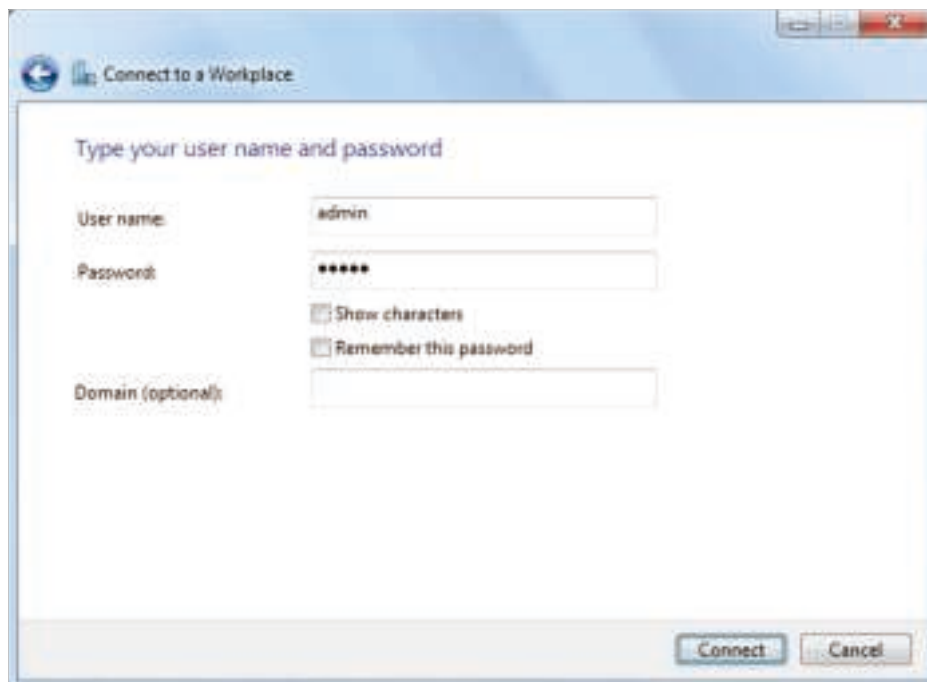 Connect to a Workplace
Type your user name and password
User name:
admin
Password:
•••••
Show characters
Remember this password
Domain (optional):
Connect
Cancel